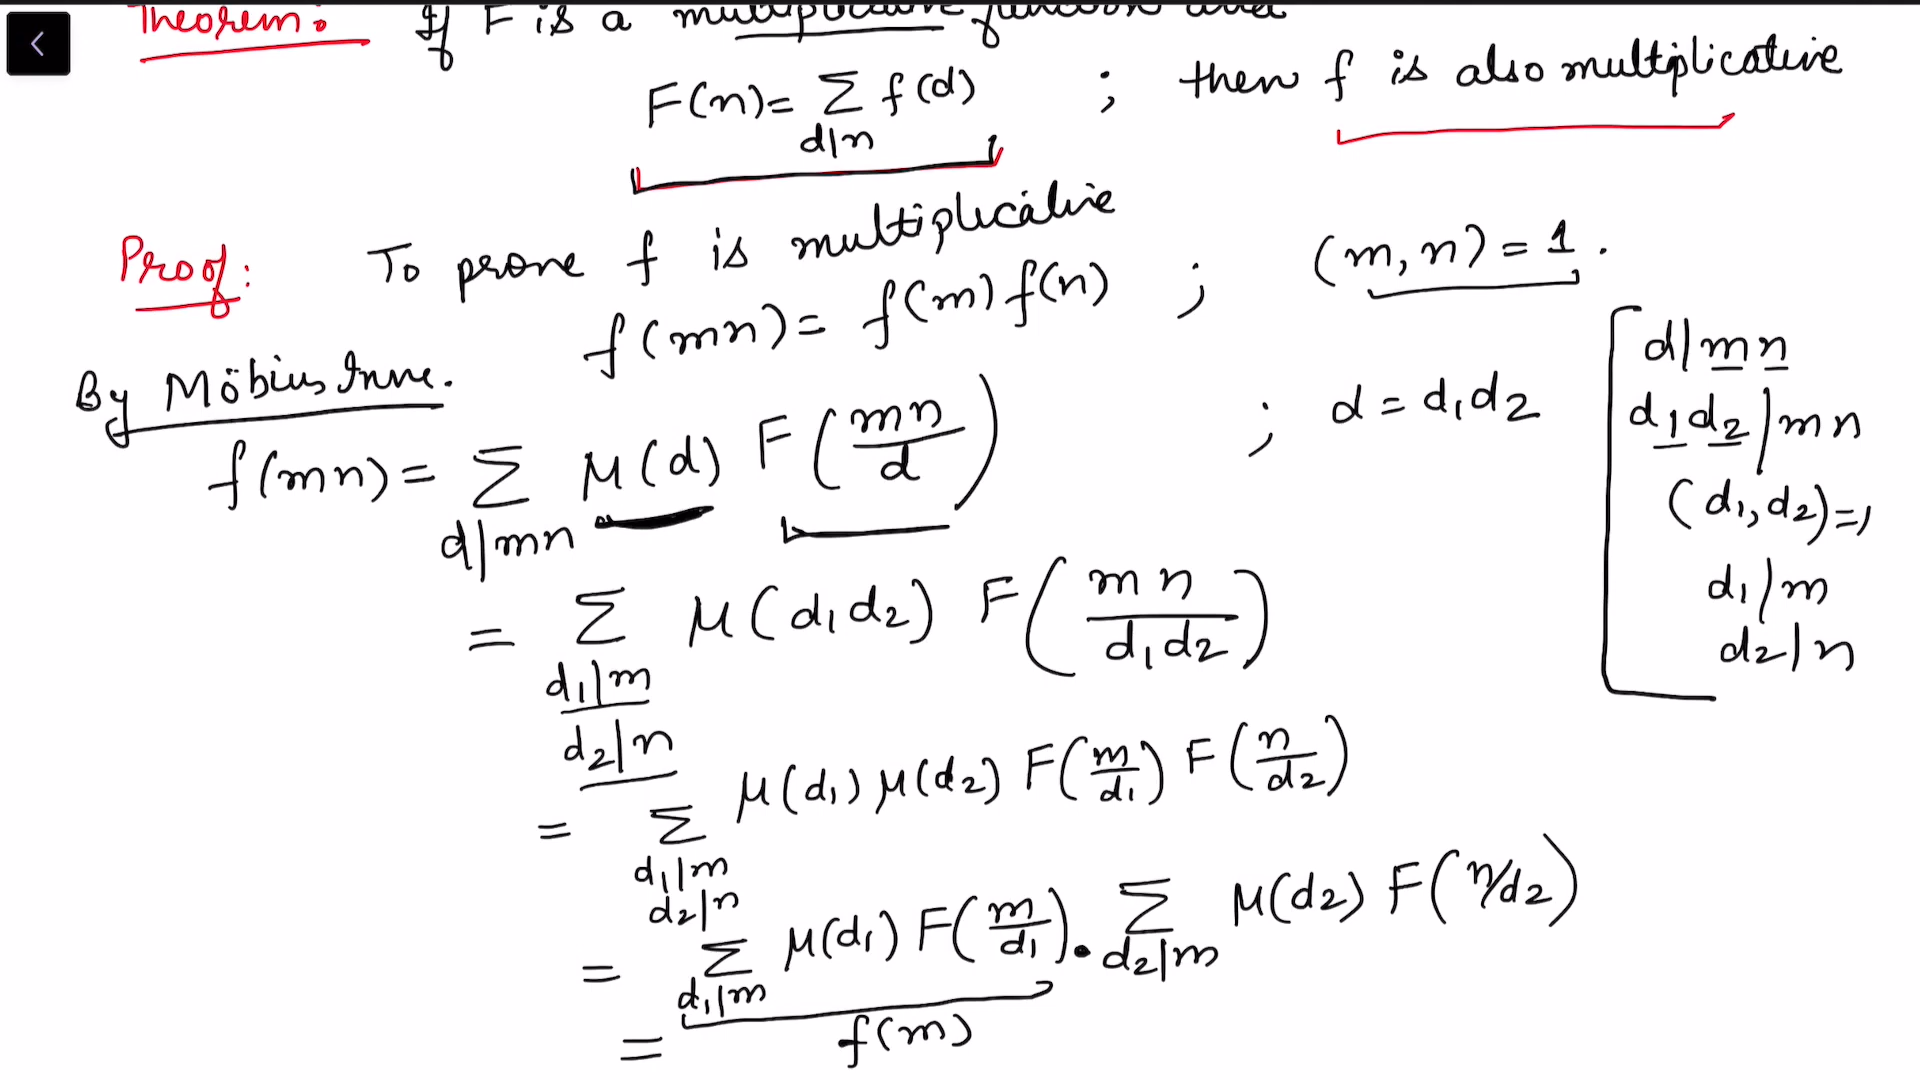 Theorem: If F is a multiplicative function and
F(n) = Σ f(d) ; then f is also multiplicative
d|n
Proof: To prove f is multiplicative
f(mn) = f(m) f(n) ; (m, n) = 1.
By Möbius Inve.
f(mn) = Σ μ(d) F(mn/d) ; d = d₁d₂
d|mn
= Σ μ(d₁d₂) F(mn/d₁d₂)
d₁|m
d₂|n
= Σ μ(d₁) μ(d₂) F(m/d₁) F(n/d₂)
d₁|m
d₂|n
= Σ μ(d₁) F(m/d₁) . Σ μ(d₂) F(n/d₂)
d₁|m d₂|m
= f(m)
d|mn
d₁d₂|mn
(d₁,d₂)=1
d₁|m
d₂|n